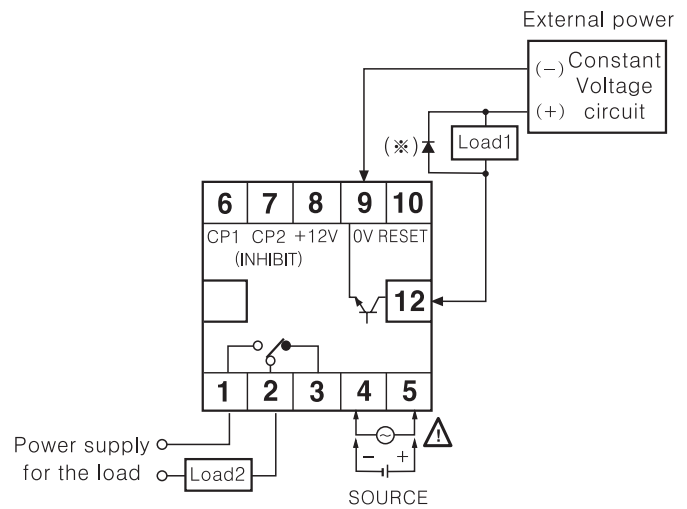 External power
(−) Constant
Voltage
(+) circuit
(※)
Load1
6 7 8 9 10
CP1 CP2 +12V 0V RESET
(INHIBIT)
12
1 2 3 4 5
Power supply
for the load
Load2
− +
SOURCE